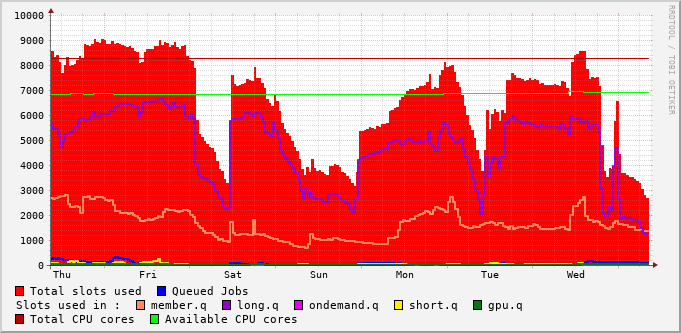 10000
9000
8000
7000
6000
5000
4000
3000
2000
1000
0
Thu Fri Sat Sun Mon Tue Wed
RRDTOOL / TOBI OETIKER
Total slots used Queued Jobs
Slots used in : member.q long.q ondemand.q short.q gpu.q
Total CPU cores Available CPU cores